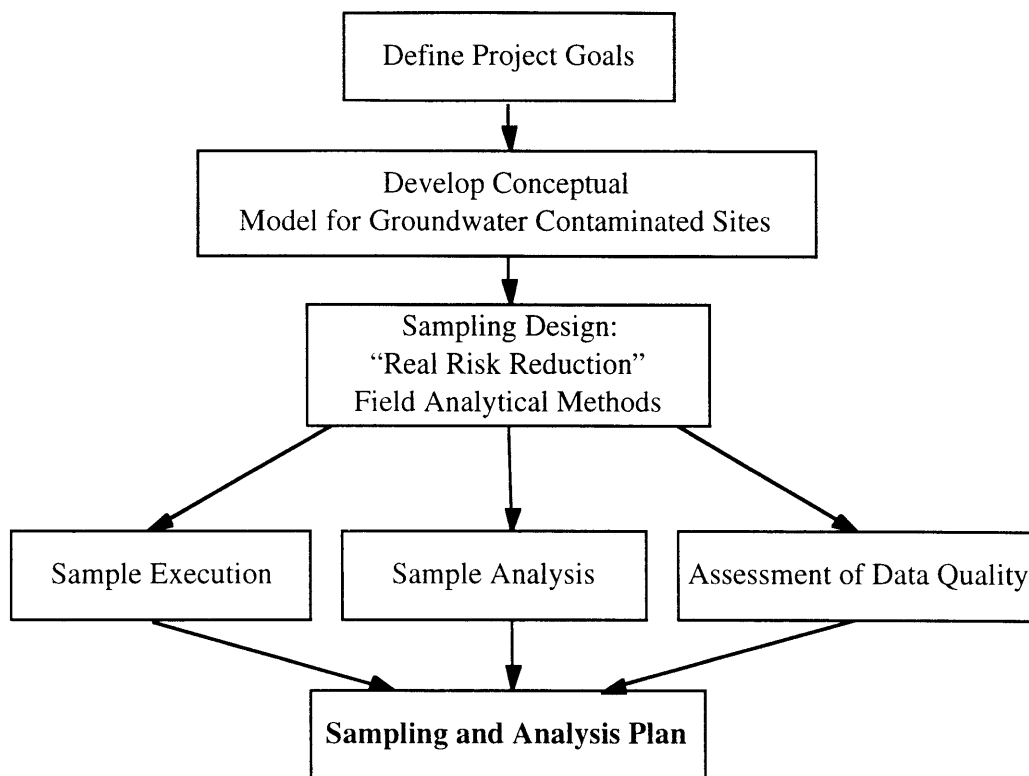 Define Project Goals
Develop Conceptual
Model for Groundwater Contaminated Sites
Sampling Design:
“Real Risk Reduction”
Field Analytical Methods
Sample Execution
Sample Analysis
Assessment of Data Quality
Sampling and Analysis Plan